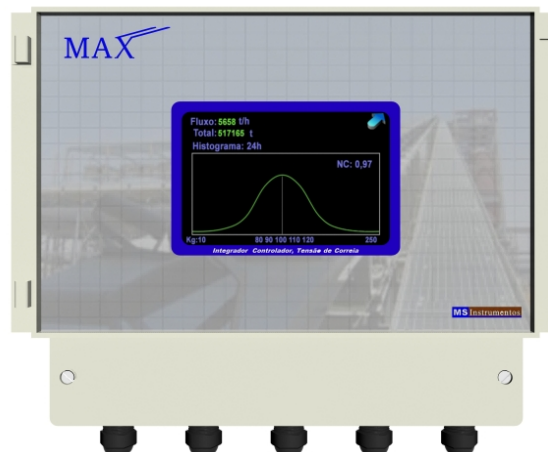 MAX
Fluxo: 5658 t/h
Total: 517165 t
Histograma: 24h
NC: 0,97
Kg:10 80 90 100 110 120 250
Integrador Controlador, Tensão de Correia
MS Instrumentos